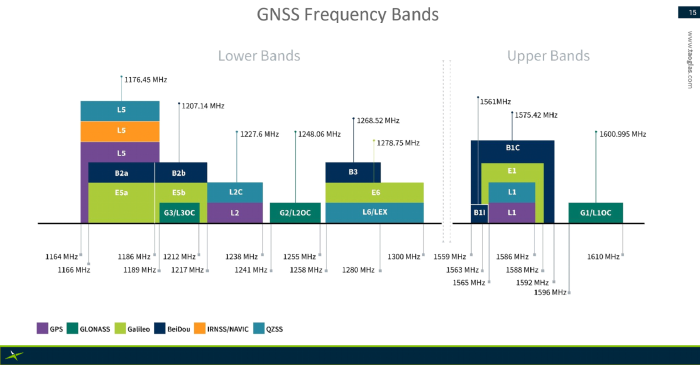 GNSS Frequency Bands
15
www.taoglas.com
Lower Bands
Upper Bands
1176.45 MHz
1207.14 MHz
1227.6 MHz
1248.06 MHz
1268.52 MHz
1278.75 MHz
1561MHz
1575.42 MHz
1600.995 MHz
L5
L5
L5
B2a
B2b
E5a
E5b
G3/L3OC
L2C
L2
G2/L2OC
B3
E6
L6/LEX
B1C
E1
L1
B1I
L1
G1/L1OC
1164 MHz
1166 MHz
1186 MHz
1189 MHz
1212 MHz
1217 MHz
1238 MHz
1241 MHz
1255 MHz
1258 MHz
1280 MHz
1300 MHz
1559 MHz
1563 MHz
1565 MHz
1586 MHz
1588 MHz
1592 MHz
1596 MHz
1610 MHz
GPS GLONASS Galileo BeiDou IRNSS/NAVIC QZSS